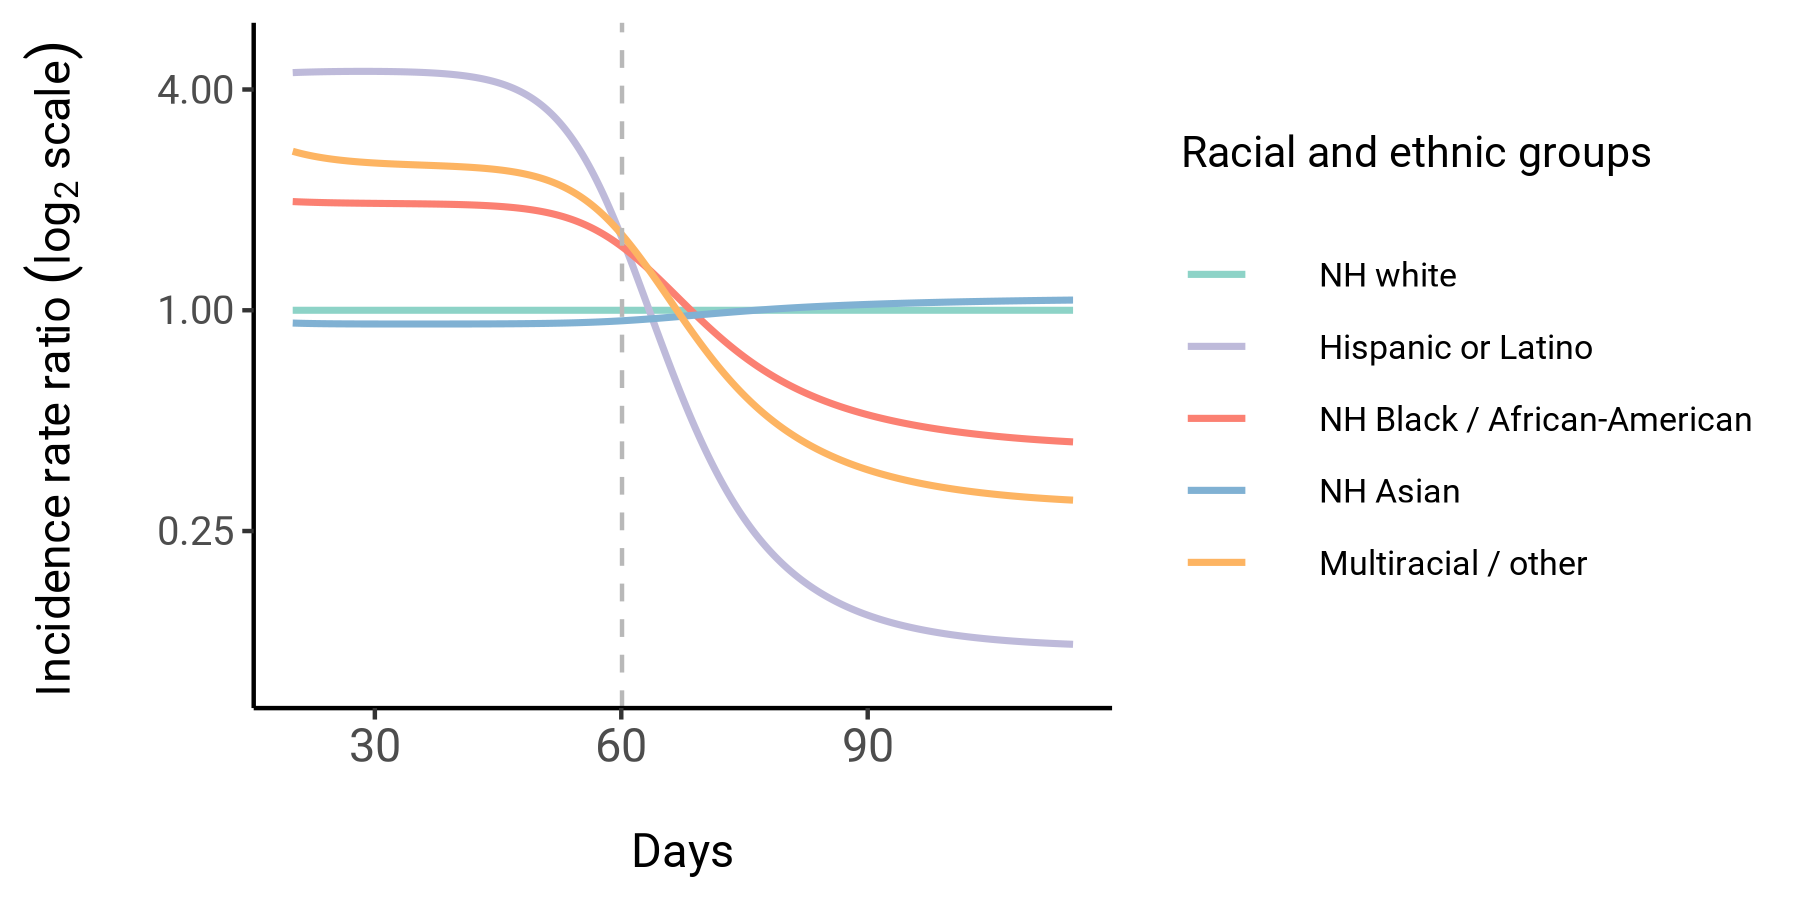 Incidence rate ratio (log2 scale)
4.00
1.00
0.25
30 60 90
Days
Racial and ethnic groups
NH white
Hispanic or Latino
NH Black / African-American
NH Asian
Multiracial / other